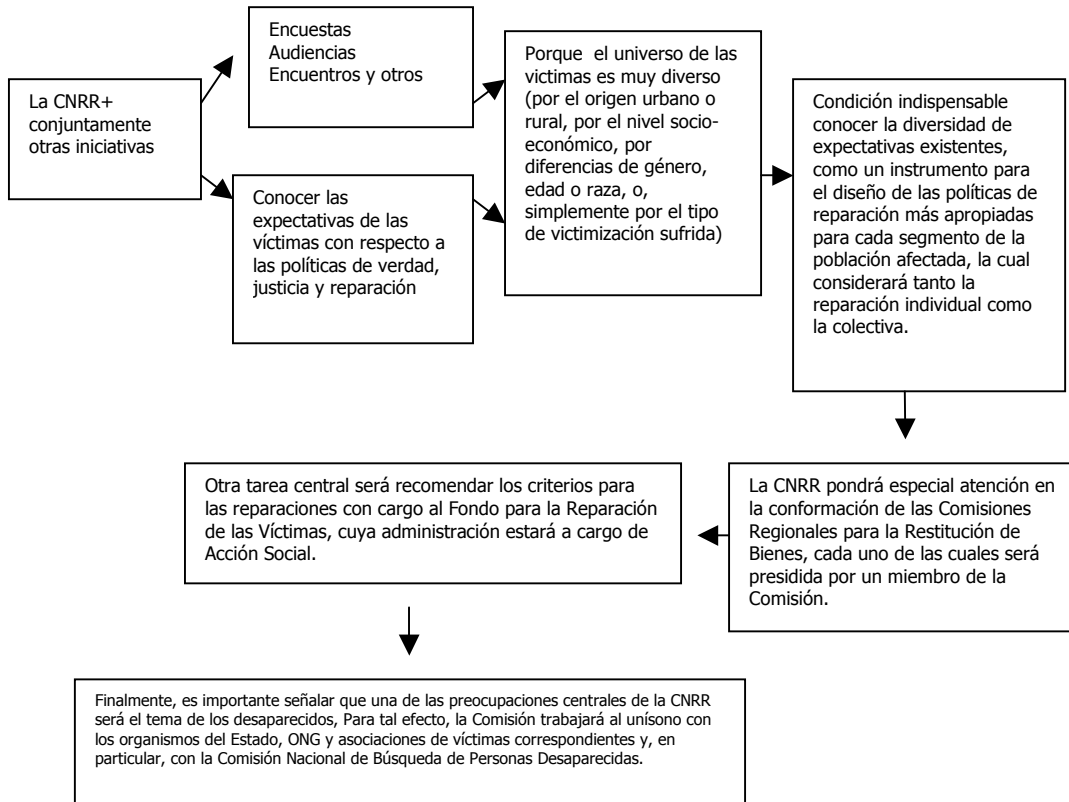 La CNRR+
conjuntamente
otras iniciativas
Encuestas
Audiencias
Encuentros y otros
Conocer las
expectativas de las
víctimas con respecto a
las políticas de verdad,
justicia y reparación
Porque el universo de las
victimas es muy diverso
(por el origen urbano o
rural, por el nivel socio-
económico, por
diferencias de género,
edad o raza, o,
simplemente por el tipo
de victimización sufrida)
Condición indispensable
conocer la diversidad de
expectativas existentes,
como un instrumento para
el diseño de las políticas de
reparación más apropiadas
para cada segmento de la
población afectada, la cual
considerará tanto la
reparación individual como
la colectiva.
La CNRR pondrá especial atención en
la conformación de las Comisiones
Regionales para la Restitución de
Bienes, cada uno de las cuales será
presidida por un miembro de la
Comisión.
Otra tarea central será recomendar los criterios para
las reparaciones con cargo al Fondo para la Reparación
de las Víctimas, cuya administración estará a cargo de
Acción Social.
Finalmente, es importante señalar que una de las preocupaciones centrales de la CNRR
será el tema de los desaparecidos, Para tal efecto, la Comisión trabajará al unísono con
los organismos del Estado, ONG y asociaciones de víctimas correspondientes y, en
particular, con la Comisión Nacional de Búsqueda de Personas Desaparecidas.